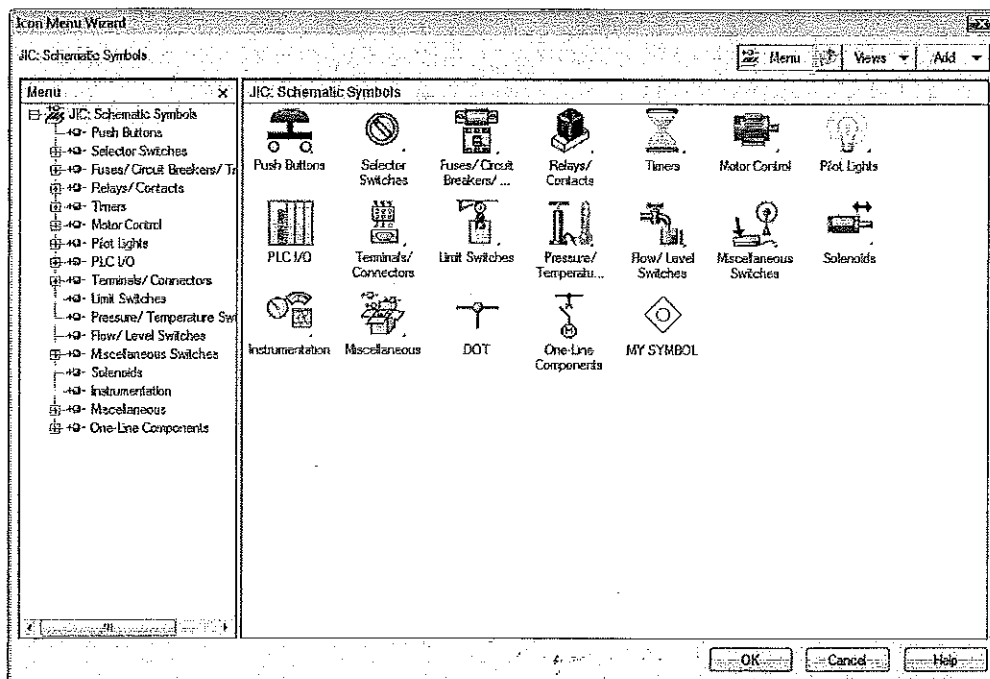 Icon Menu Wizard
JIC: Schematic Symbols
Menu
Views
Add
Menu
JIC: Schematic Symbols
Push Buttons
Selector Switches
Fuses/ Circuit Breakers/ Tr
Relays/ Contacts
Timers
Motor Control
Pilot Lights
PLC I/O
Terminals/ Connectors
Limit Switches
Pressure/ Temperature Swi
Flow/ Level Switches
Miscellaneous Switches
Solenoids
Instrumentation
Miscellaneous
One-Line Components
JIC: Schematic Symbols
Push Buttons
Selector
Switches
Fuses/ Circuit
Breakers/ ...
Relays/
Contacts
Timers
Motor Control
Pilot Lights
PLC I/O
Terminals/
Connectors
Limit Switches
Pressure/
Temperatu...
Flow/ Level
Switches
Miscellaneous
Switches
Solenoids
Instrumentation
Miscellaneous
DOT
One-Line
Components
MY SYMBOL
OK
Cancel
Help